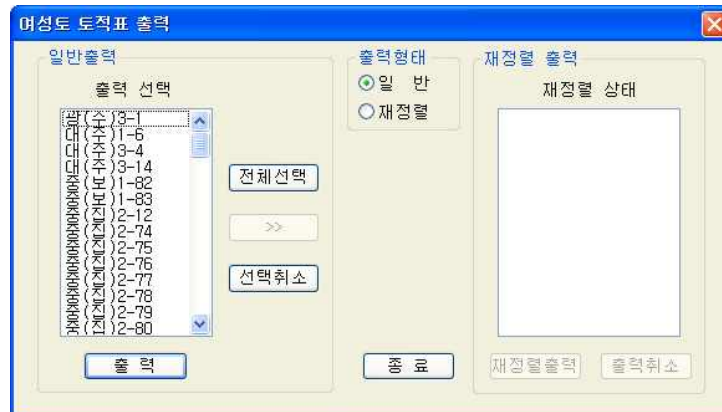 여성토 토적표 출력
일반출력
출력 선택
광(주)3-1
대(주)1-6
대(주)3-4
대(주)3-14
중(보)1-82
중(보)1-83
중(집)2-12
중(집)2-74
중(집)2-75
중(집)2-76
중(집)2-77
중(집)2-78
중(집)2-79
중(집)2-80
출 력
전체선택
>>
선택취소
출력형태
일 반
재정렬
종 료
재정렬 출력
재정렬 상태
재정렬출력
출력취소